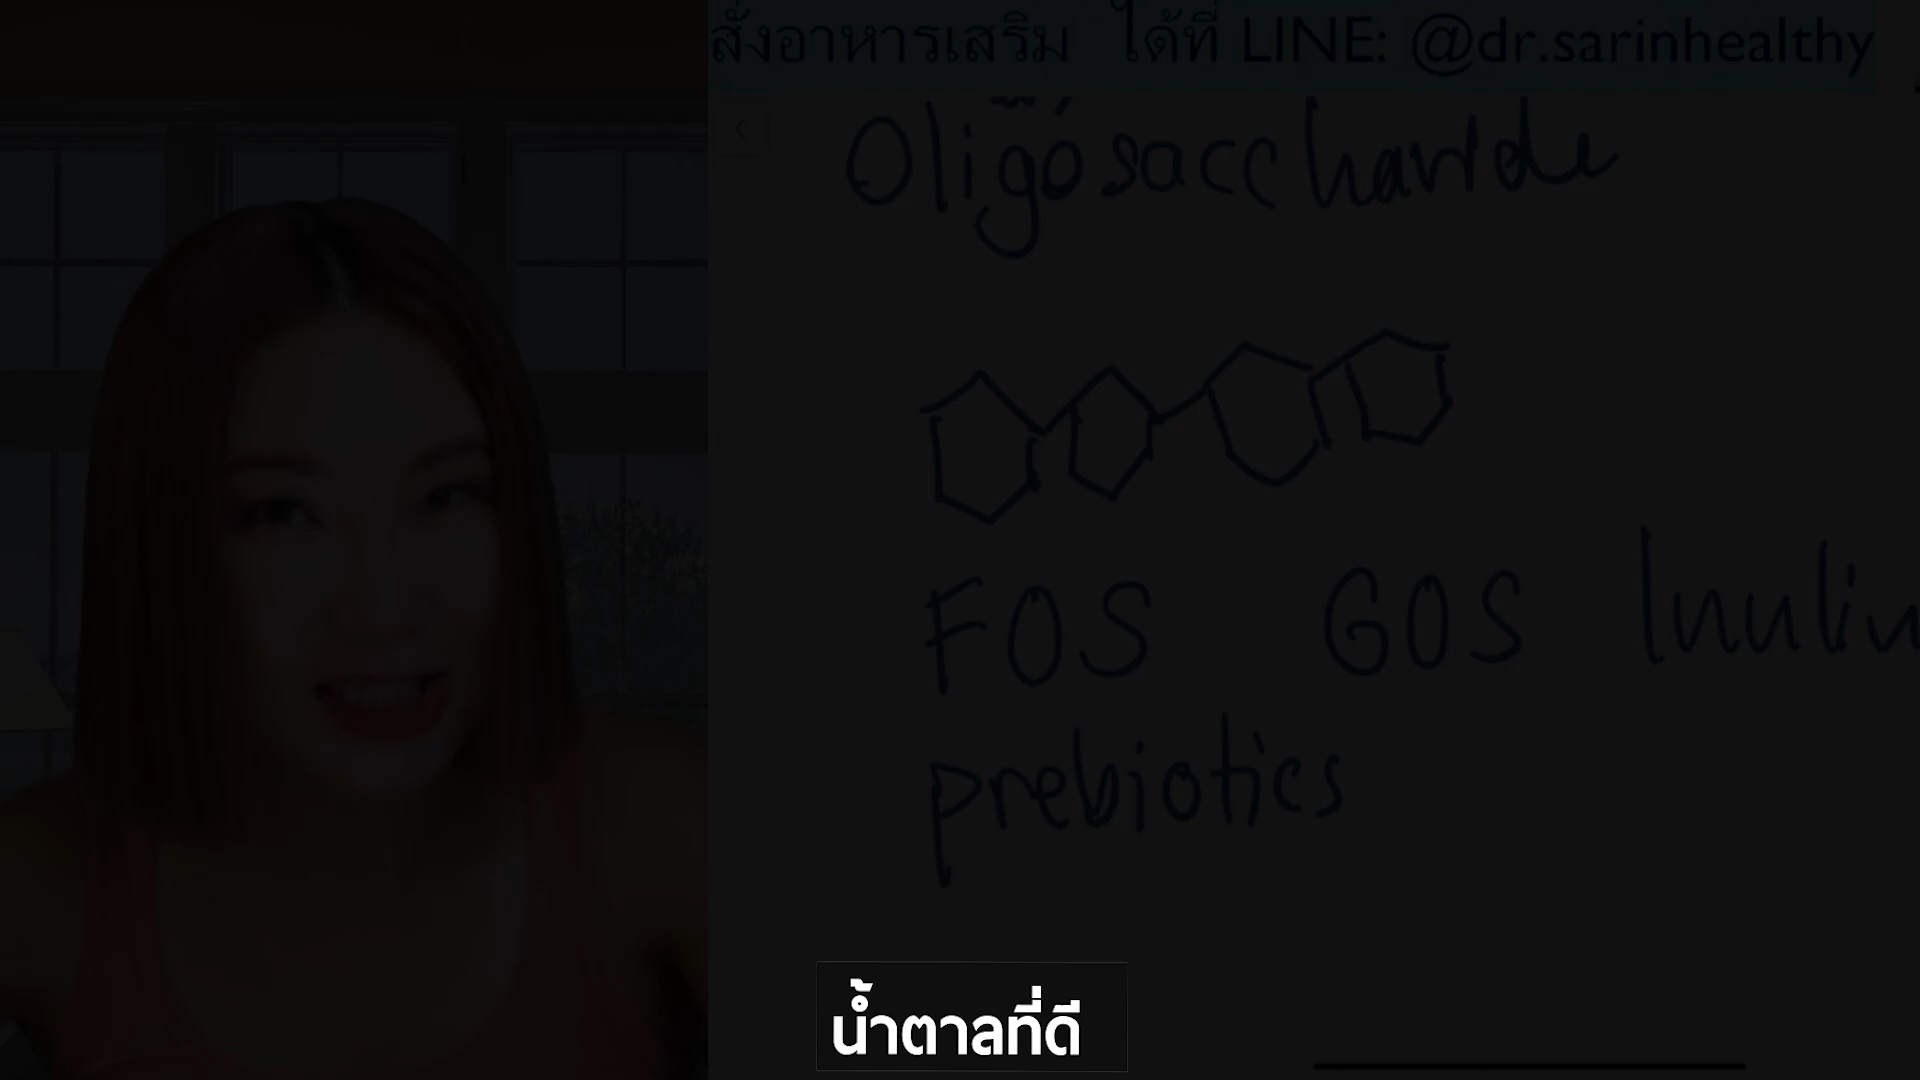 สั่งอาหารเสริม ได้ที่ LINE: @dr.sarinhealthy
Oligosaccharide
FOS GOS Inulin
prebiotics
น้ำตาลที่ดี